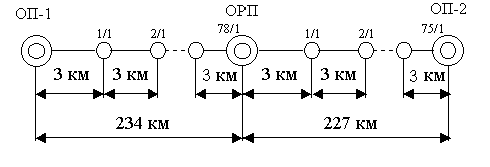 ОП-1 ОРП ОП-2
1/1 2/1 78/1 1/1 2/1 75/1
3 км 3 км 3 км 3 км 3 км 3 км
234 км 227 км